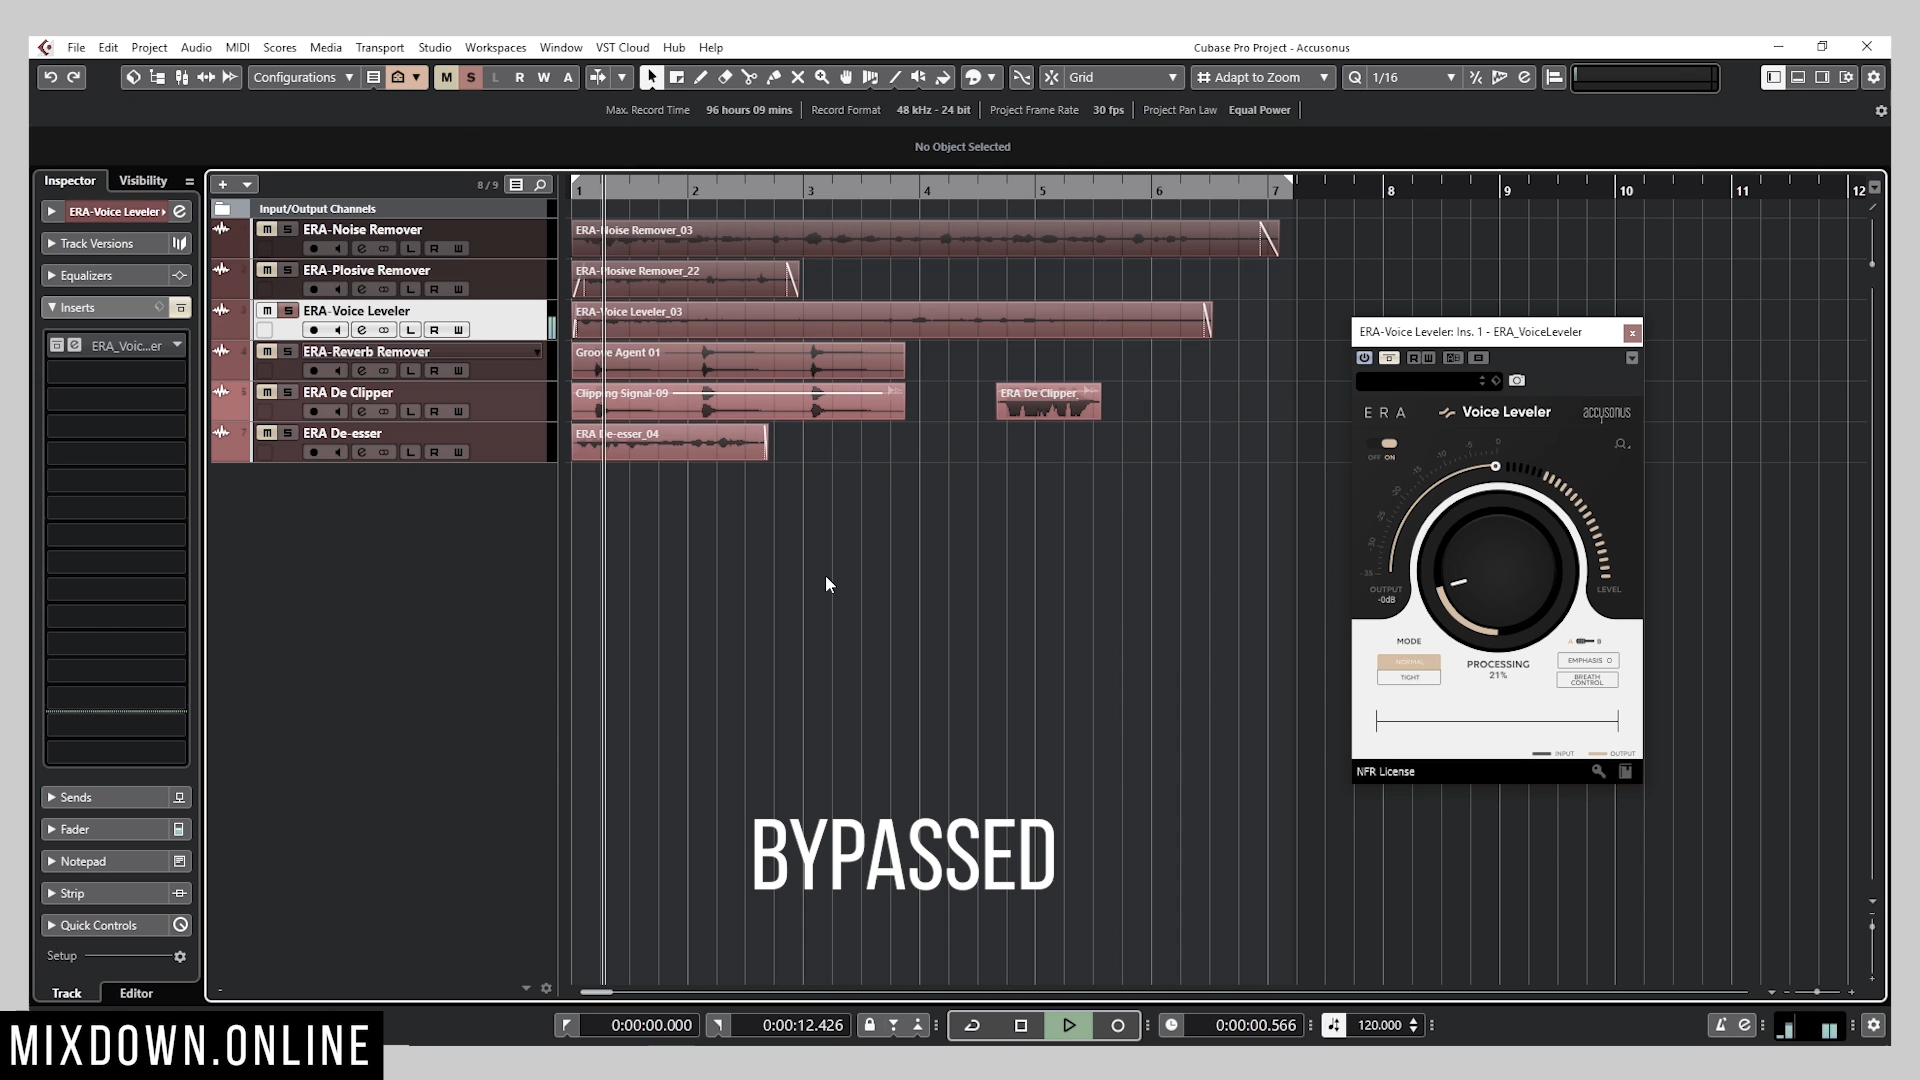 File Edit Project Audio MIDI Scores Media Transport Studio Workspaces Window VST Cloud Hub Help
Cubase Pro Project - Accusonus
Configurations M S L R W A Grid Adapt to Zoom Q 1/16
Max. Record Time 96 hours 09 mins Record Format 48 kHz - 24 bit Project Frame Rate 30 fps Project Pan Law Equal Power
No Object Selected
Inspector Visibility
ERA-Voice Leveler
Track Versions
Equalizers
Inserts
ERA_Voic...er
Sends
Fader
Notepad
Strip
Quick Controls
Setup
Track Editor
8 / 9
Input/Output Channels
m S ERA-Noise Remover
L R
m S ERA-Plosive Remover
L R
m S ERA-Voice Leveler
L R
m S ERA-Reverb Remover
L R
m S ERA De Clipper
L R
m S ERA De-esser
L R
1 2 3 4 5 6 7 8 9 10 11 12
ERA-Noise Remover_03
ERA-Plosive Remover_22
ERA-Voice Leveler_03
Groove Agent 01
Clipping Signal-09
ERA De Clipper_
ERA De-esser_04
ERA-Voice Leveler: Ins. 1 - ERA_VoiceLeveler
ERA Voice Leveler accusonus
OFF ON
-35 -30 -25 -20 -15 -10 -5 0
OUTPUT
-0dB
LEVEL
MODE
NORMAL
TIGHT
PROCESSING
21%
A B
EMPHASIS
BREATH
CONTROL
INPUT OUTPUT
NFR License
BYPASSED
0:00:00.000 0:00:12.426 0:00:00.566 120.000
MIXDOWN.ONLINE